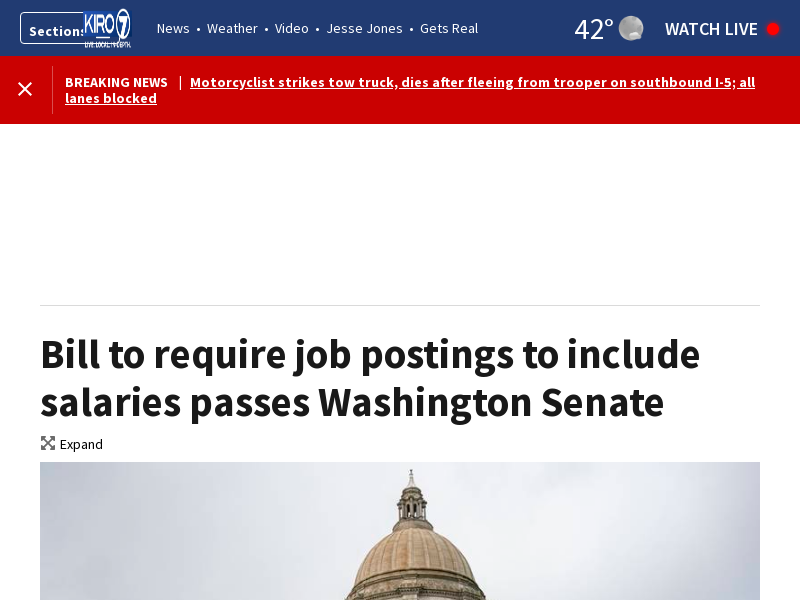 Sections
KIRO 7
News • Weather • Video • Jesse Jones • Gets Real
42°
WATCH LIVE
BREAKING NEWS | Motorcyclist strikes tow truck, dies after fleeing from trooper on southbound I-5; all
lanes blocked
Bill to require job postings to include
salaries passes Washington Senate
Expand